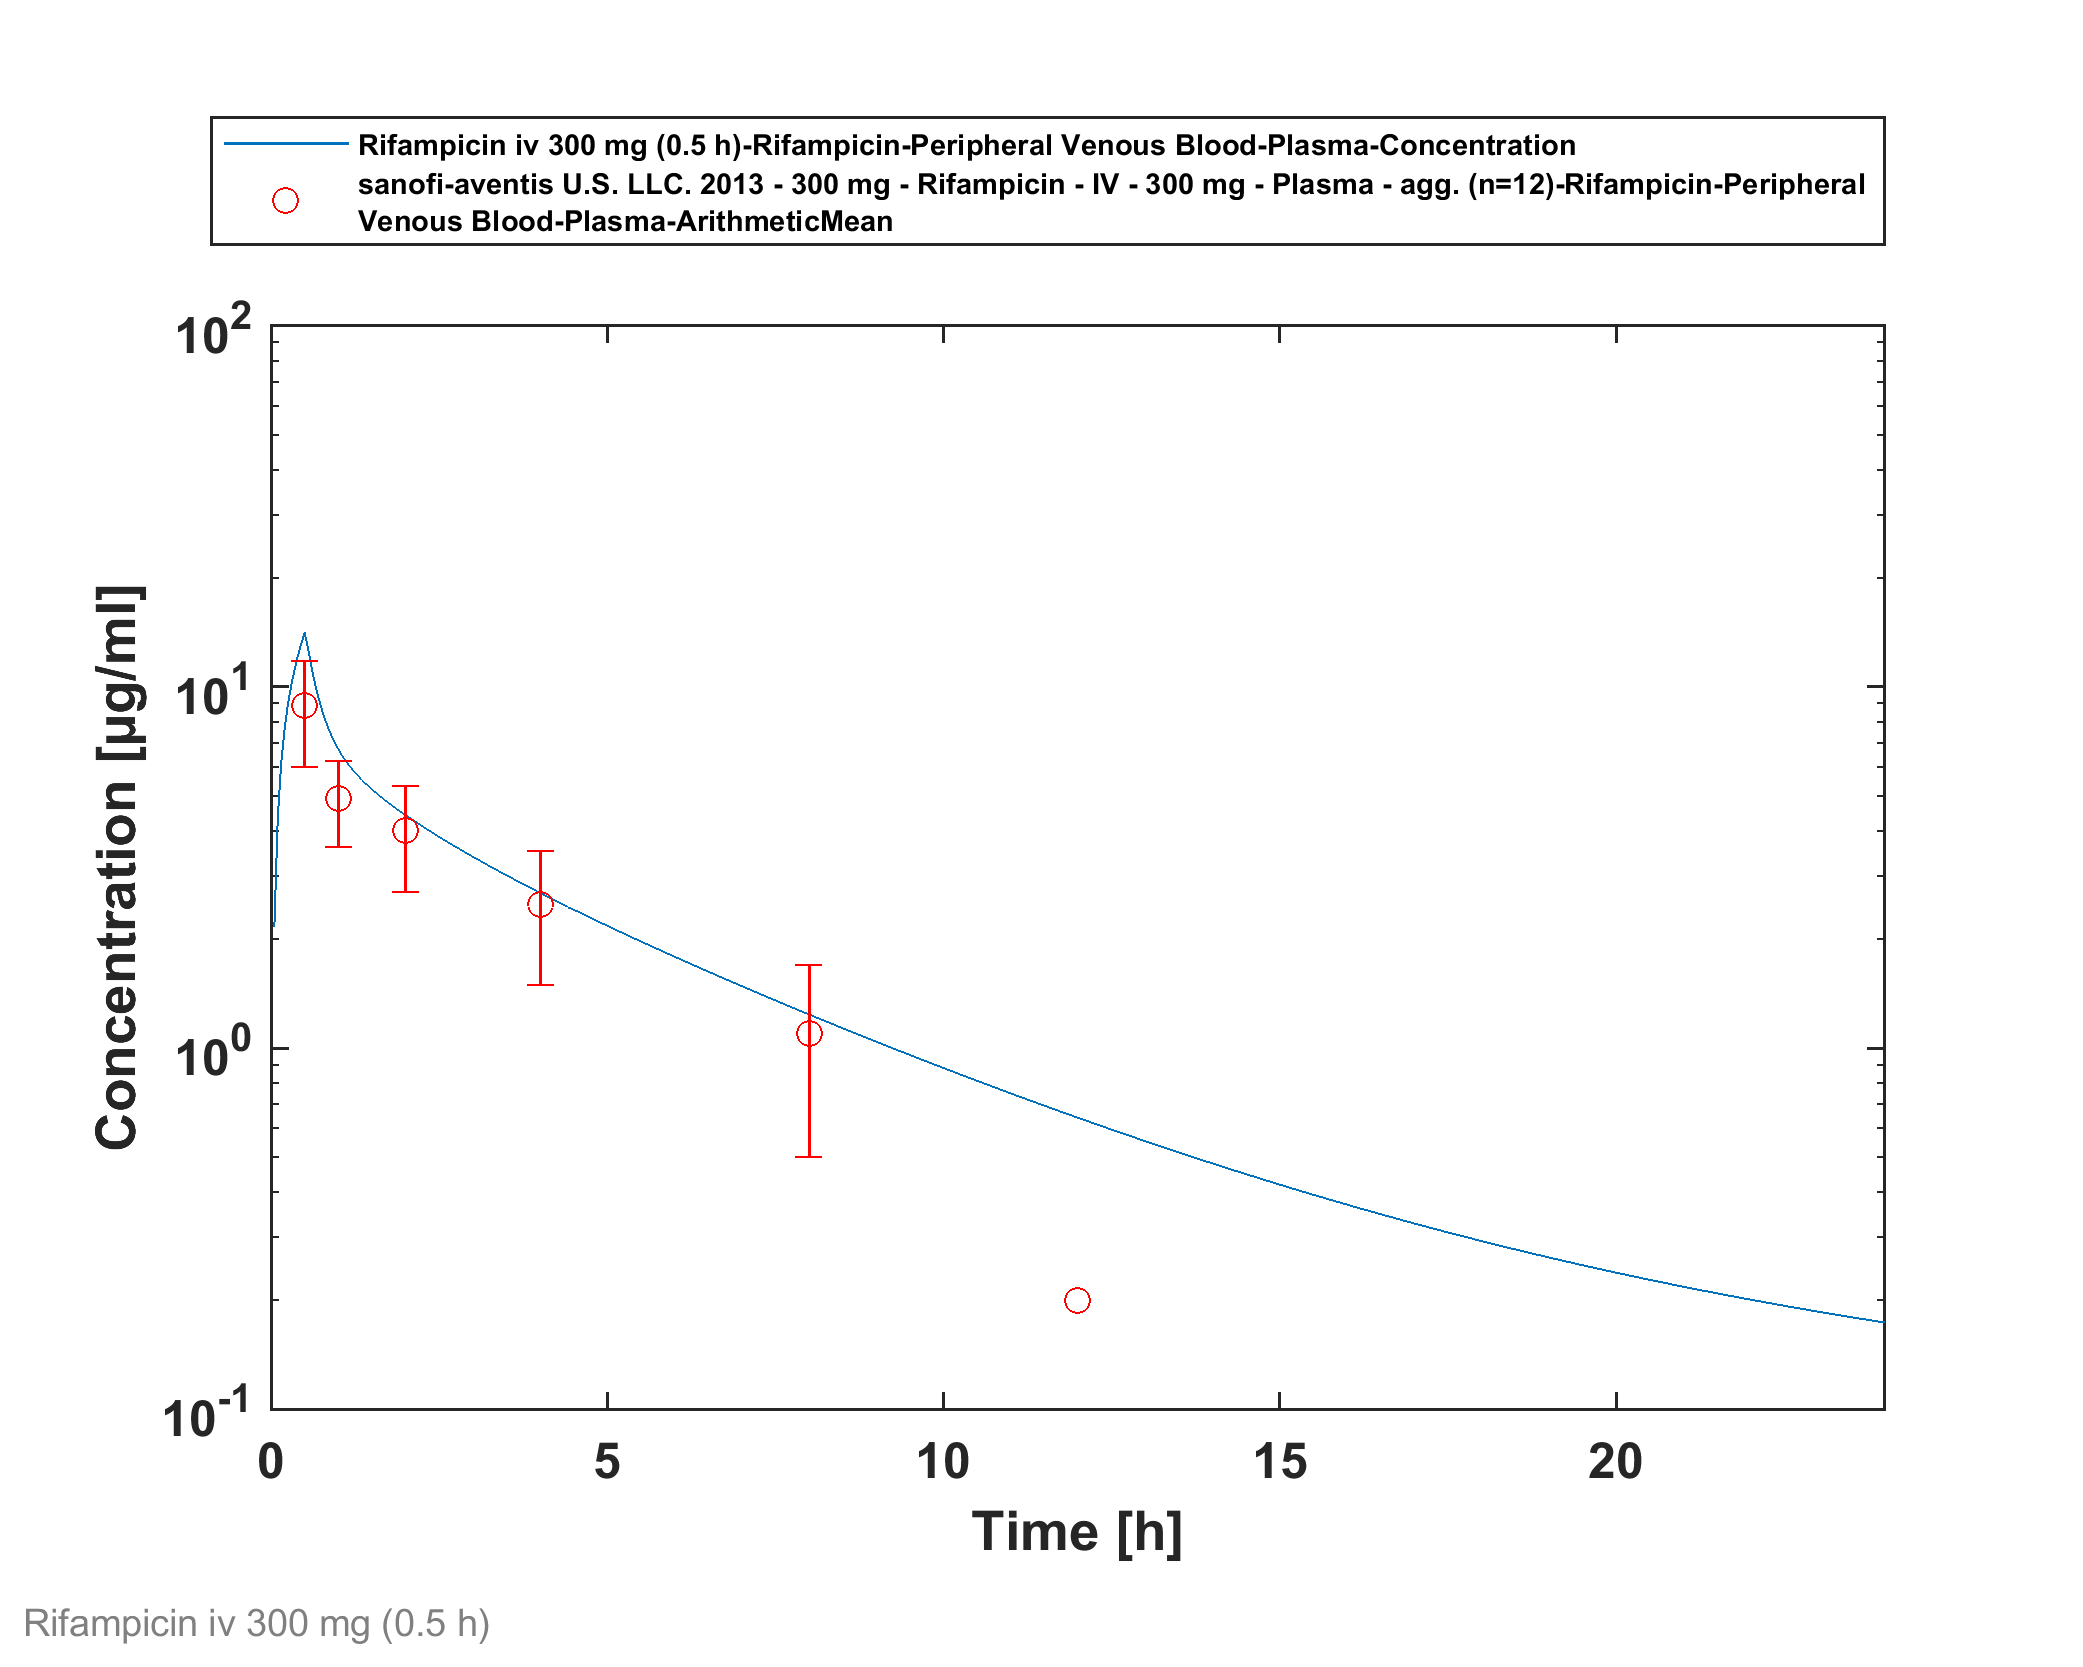 Rifampicin iv 300 mg (0.5 h)-Rifampicin-Peripheral Venous Blood-Plasma-Concentration
sanofi-aventis U.S. LLC. 2013 - 300 mg - Rifampicin - IV - 300 mg - Plasma - agg. (n=12)-Rifampicin-Peripheral
Venous Blood-Plasma-ArithmeticMean
10^2
10^1
10^0
10^-1
Concentration [µg/ml]
0 5 10 15 20
Time [h]
Rifampicin iv 300 mg (0.5 h)